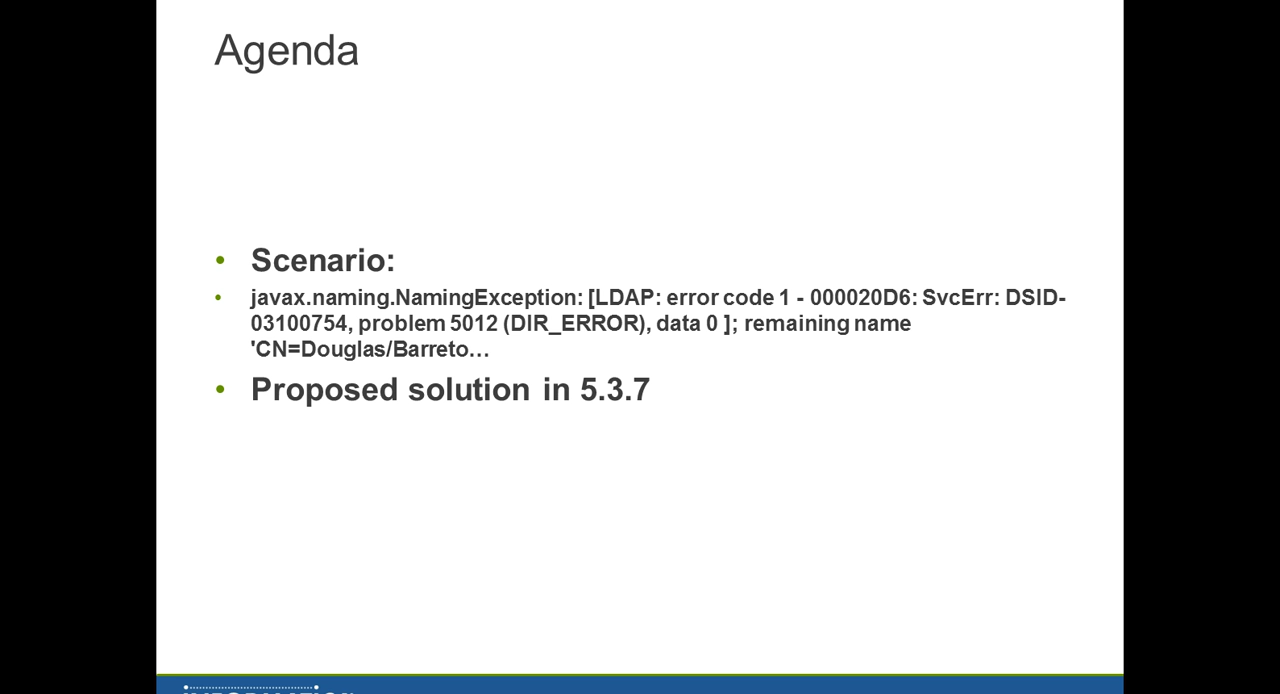 Agenda
• Scenario:
• javax.naming.NamingException: [LDAP: error code 1 - 000020D6: SvcErr: DSID-
03100754, problem 5012 (DIR_ERROR), data 0 ]; remaining name
'CN=Douglas/Barreto…
• Proposed solution in 5.3.7